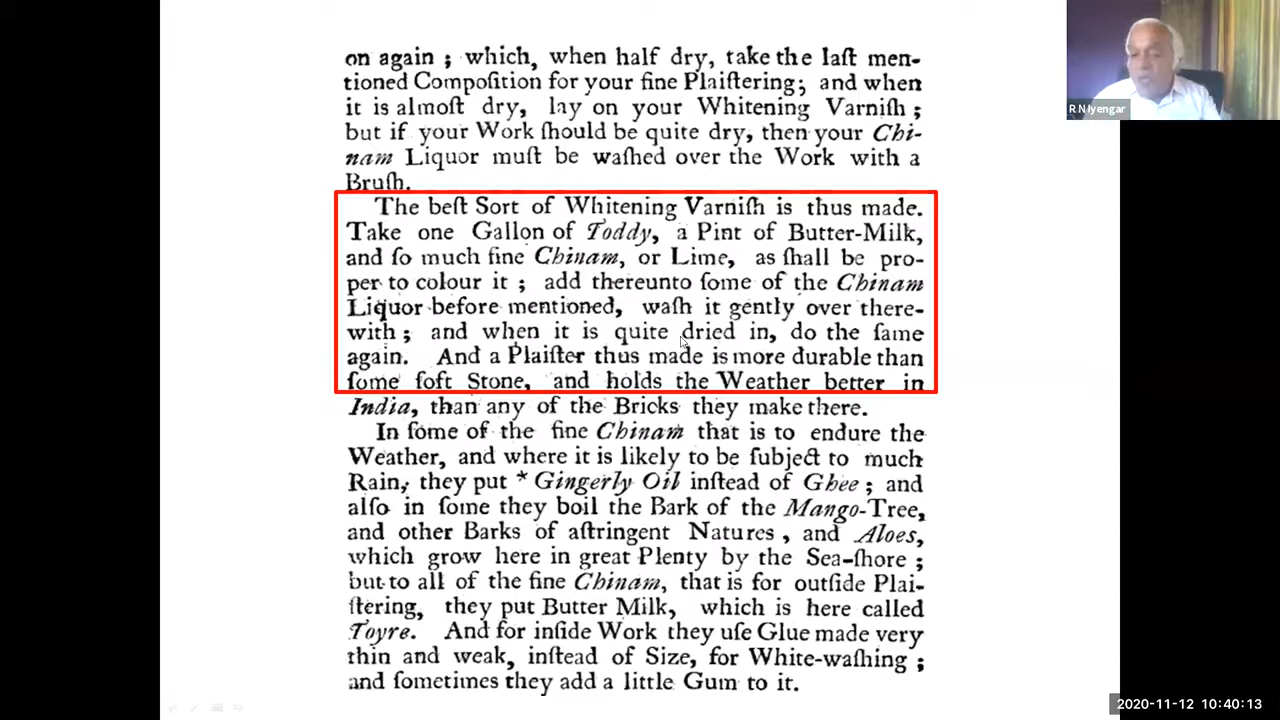 on again ; which, when half dry, take the laſt men-
tioned Compoſition for your fine Plaiſtering; and when
it is almoſt dry, lay on your Whitening Varniſh ;
but if your Work ſhould be quite dry, then your Chi-
nam Liquor muſt be waſhed over the Work with a
Bruſh.
The beſt Sort of Whitening Varniſh is thus made.
Take one Gallon of Toddy, a Pint of Butter-Milk,
and ſo much fine Chinam, or Lime, as ſhall be pro-
per to colour it ; add thereunto ſome of the Chinam
Liquor before mentioned, waſh it gently over there-
with ; and when it is quite dried in, do the ſame
again. And a Plaiſter thus made is more durable than
ſome ſoft Stone, and holds the Weather better in
India, than any of the Bricks they make there.
In ſome of the fine Chinam that is to endure the
Weather, and where it is likely to be ſubject to much
Rain, they put * Gingerly Oil inſtead of Ghee ; and
alſo in ſome they boil the Bark of the Mango-Tree,
and other Barks of aſtringent Natures , and Aloes,
which grow here in great Plenty by the Sea-ſhore ;
but to all of the fine Chinam, that is for outſide Plai-
ſtering, they put Butter Milk, which is here called
Toyre. And for inſide Work they uſe Glue made very
thin and weak, inſtead of Size, for White-waſhing ;
and ſometimes they add a little Gum to it.
R N Iyengar
2020-11-12 10:40:13